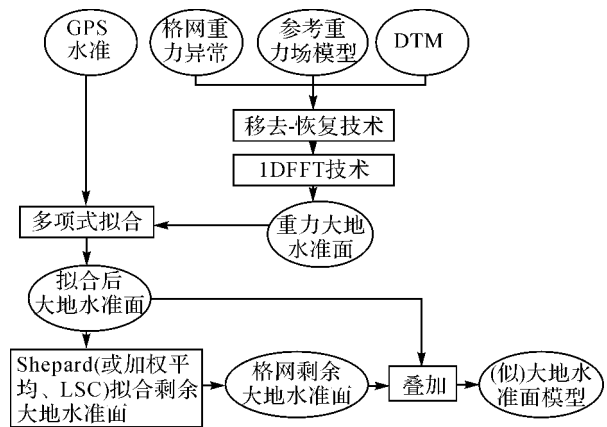 GPS
水准
格网重
力异常
参考重
力场模型
DTM
移去-恢复技术
1DFFT技术
多项式拟合
重力大地
水准面
拟合后
大地水准面
Shepard(或加权平
均、LSC)拟合剩余
大地水准面
格网剩余
大地水准面
叠加
(似)大地水
准面模型